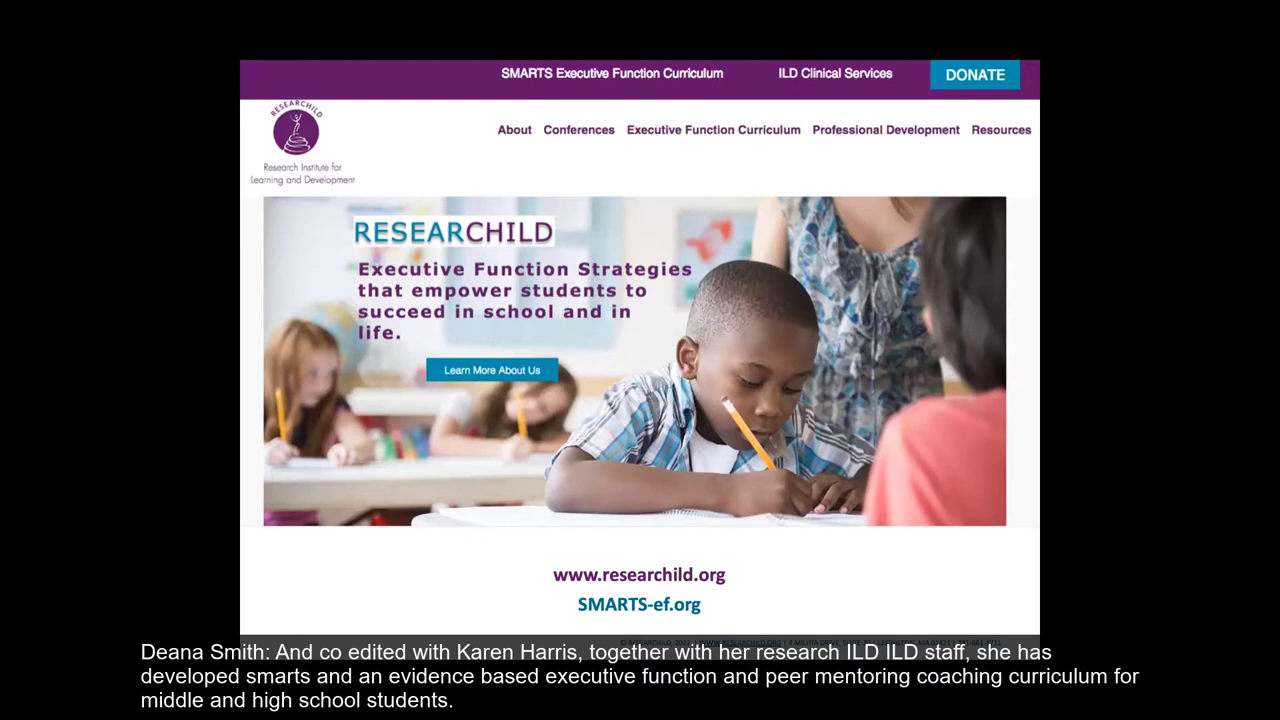 SMARTS Executive Function Curriculum ILD Clinical Services DONATE
RESEARCHILD
Research Institute for
Learning and Development
About Conferences Executive Function Curriculum Professional Development Resources
RESEARCHILD
Executive Function Strategies
that empower students to
succeed in school and in
life.
Learn More About Us
www.researchild.org
SMARTS-ef.org
Deana Smith: And co edited with Karen Harris, together with her research ILD ILD staff, she has
developed smarts and an evidence based executive function and peer mentoring coaching curriculum for
middle and high school students.